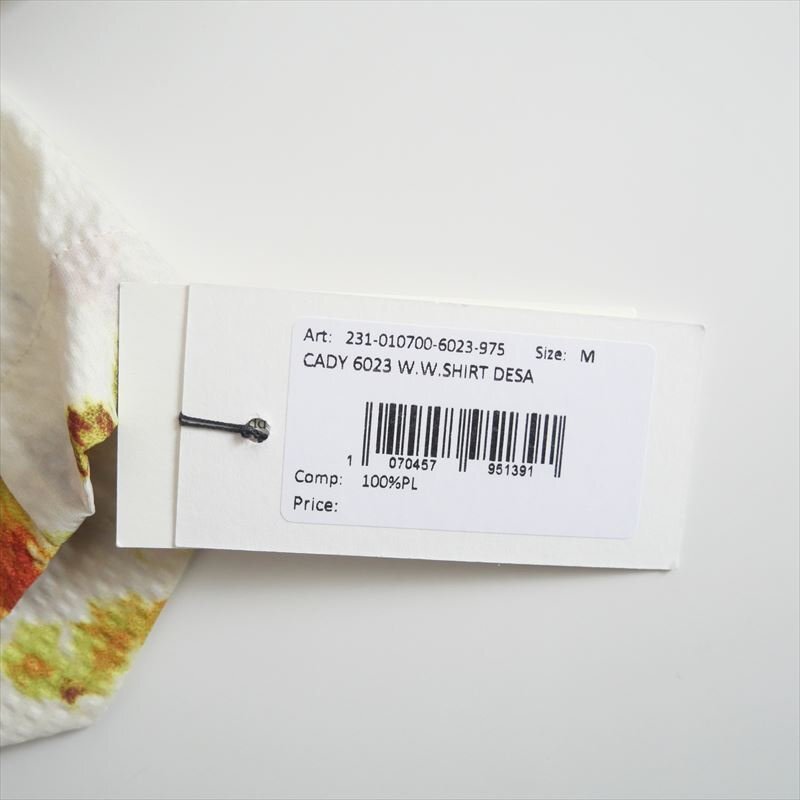 Art: 231-010700-6023-975 Size: M
CADY 6023 W.W.SHIRT DESA
1 070457 951391
Comp: 100%PL
Price: